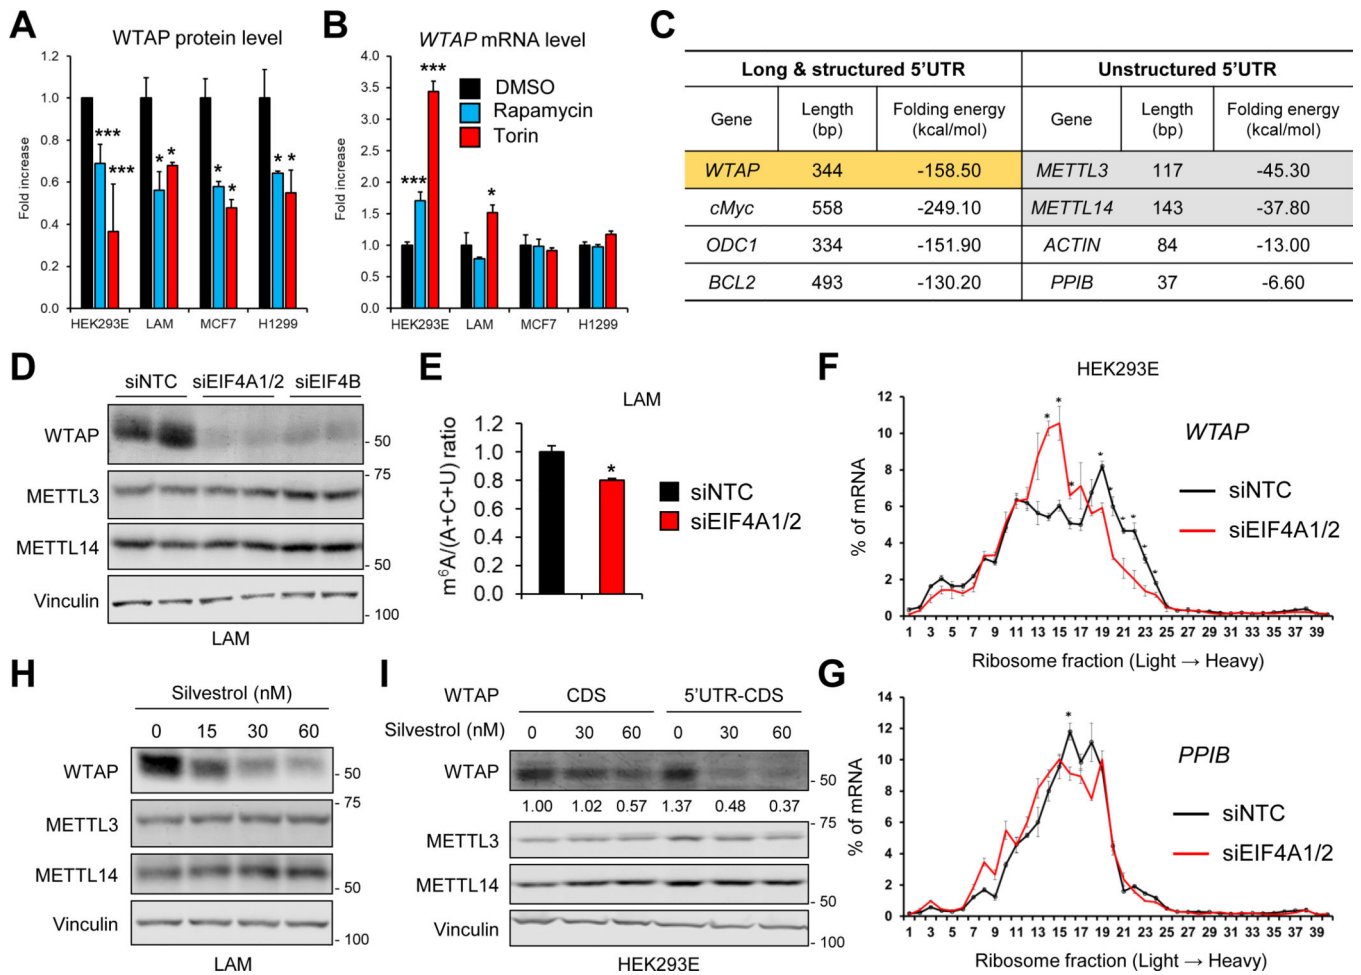 A
WTAP protein level
Fold increase
1.2
1.0
0.8
0.6
0.4
0.2
0.0
***
***
* *
*
*
* *
HEK293E LAM MCF7 H1299
B
WTAP mRNA level
Fold increase
4.0
3.5
3.0
2.5
2.0
1.5
1.0
0.5
0.0
***
***
*
DMSO
Rapamycin
Torin
HEK293E LAM MCF7 H1299
C
Long & structured 5'UTR Unstructured 5'UTR
Gene Length (bp) Folding energy (kcal/mol) Gene Length (bp) Folding energy (kcal/mol)
WTAP 344 -158.50 METTL3 117 -45.30
cMyc 558 -249.10 METTL14 143 -37.80
ODC1 334 -151.90 ACTIN 84 -13.00
BCL2 493 -130.20 PPIB 37 -6.60
D
siNTC siEIF4A1/2 siEIF4B
WTAP - 50
- 75
METTL3
METTL14
- 50
Vinculin
- 100
LAM
E
LAM
m⁶A/(A+C+U) ratio
1.2
1.0
0.8
0.6
0.4
0.2
0.0
*
siNTC
siEIF4A1/2
F
HEK293E
% of mRNA
12
10
8
6
4
2
0
* * * * * * * * *
WTAP
siNTC
siEIF4A1/2
1 3 5 7 9 11 13 15 17 19 21 23 25 27 29 31 33 35 37 39
Ribosome fraction (Light → Heavy)
H
Silvestrol (nM)
0 15 30 60
WTAP - 50
- 75
METTL3
METTL14
- 50
Vinculin
- 100
LAM
I
WTAP CDS 5'UTR-CDS
Silvestrol (nM) 0 30 60 0 30 60
WTAP - 50
1.00 1.02 0.57 1.37 0.48 0.37
- 75
METTL3
METTL14
- 50
Vinculin
- 100
HEK293E
G
% of mRNA
14
12
10
8
6
4
2
0
*
PPIB
siNTC
siEIF4A1/2
1 3 5 7 9 11 13 15 17 19 21 23 25 27 29 31 33 35 37 39
Ribosome fraction (Light → Heavy)